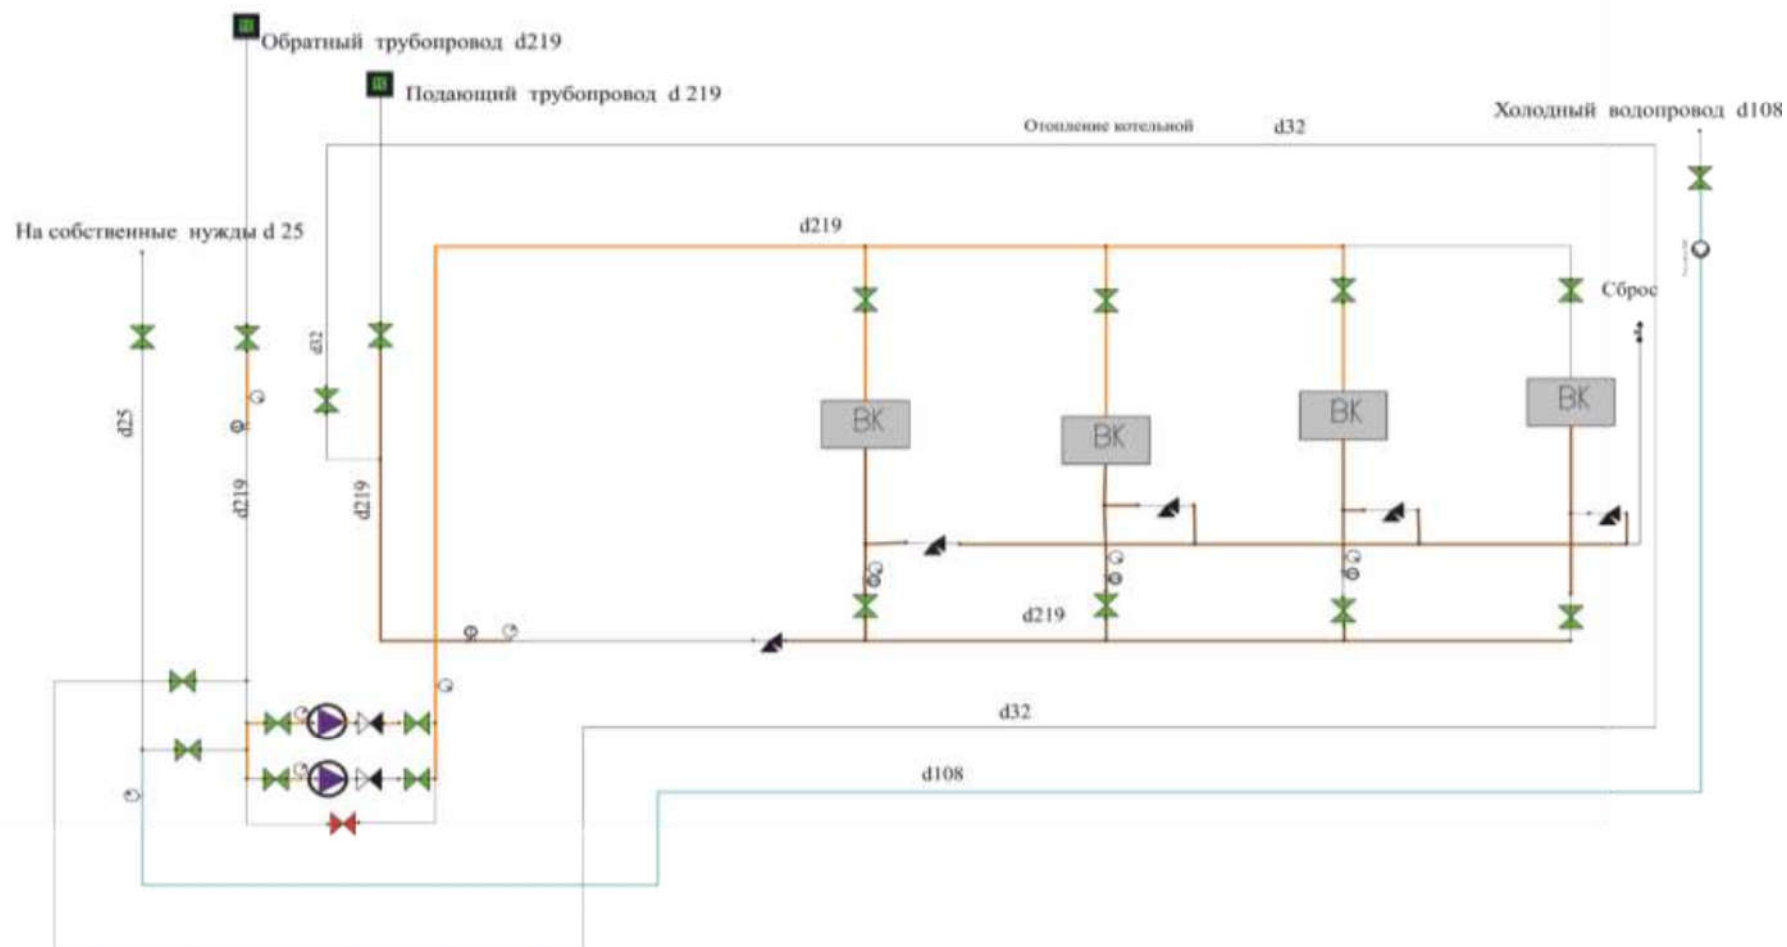 Обратный трубопровод d219
Подающий трубопровод d 219
Холодный водопровод d108
Отопление котельной d32
На собственные нужды d 25
d219
Сброс
d32
ВК
ВК
ВК
ВК
d25
d219
d219
d219
d32
d108